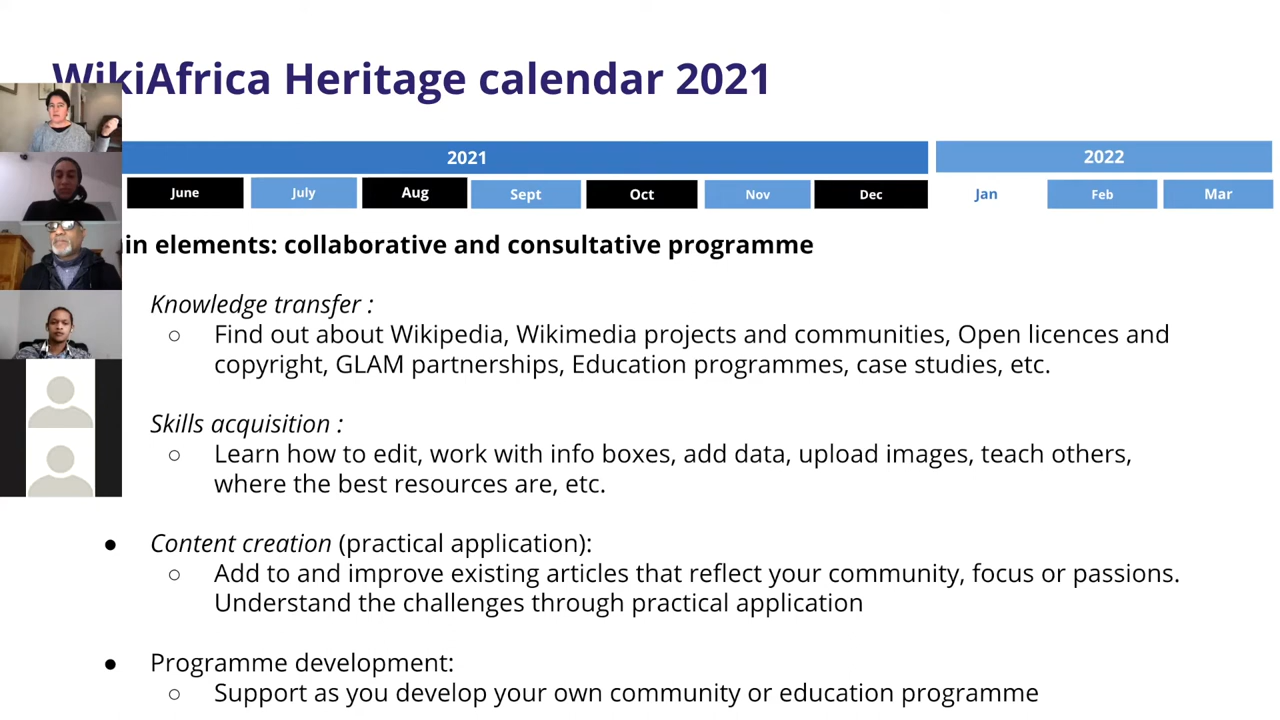 WikiAfrica Heritage calendar 2021
2021 2022
June July Aug Sept Oct Nov Dec Jan Feb Mar
in elements: collaborative and consultative programme
Knowledge transfer :
○ Find out about Wikipedia, Wikimedia projects and communities, Open licences and
copyright, GLAM partnerships, Education programmes, case studies, etc.
Skills acquisition :
○ Learn how to edit, work with info boxes, add data, upload images, teach others,
where the best resources are, etc.
● Content creation (practical application):
○ Add to and improve existing articles that reflect your community, focus or passions.
Understand the challenges through practical application
● Programme development:
○ Support as you develop your own community or education programme